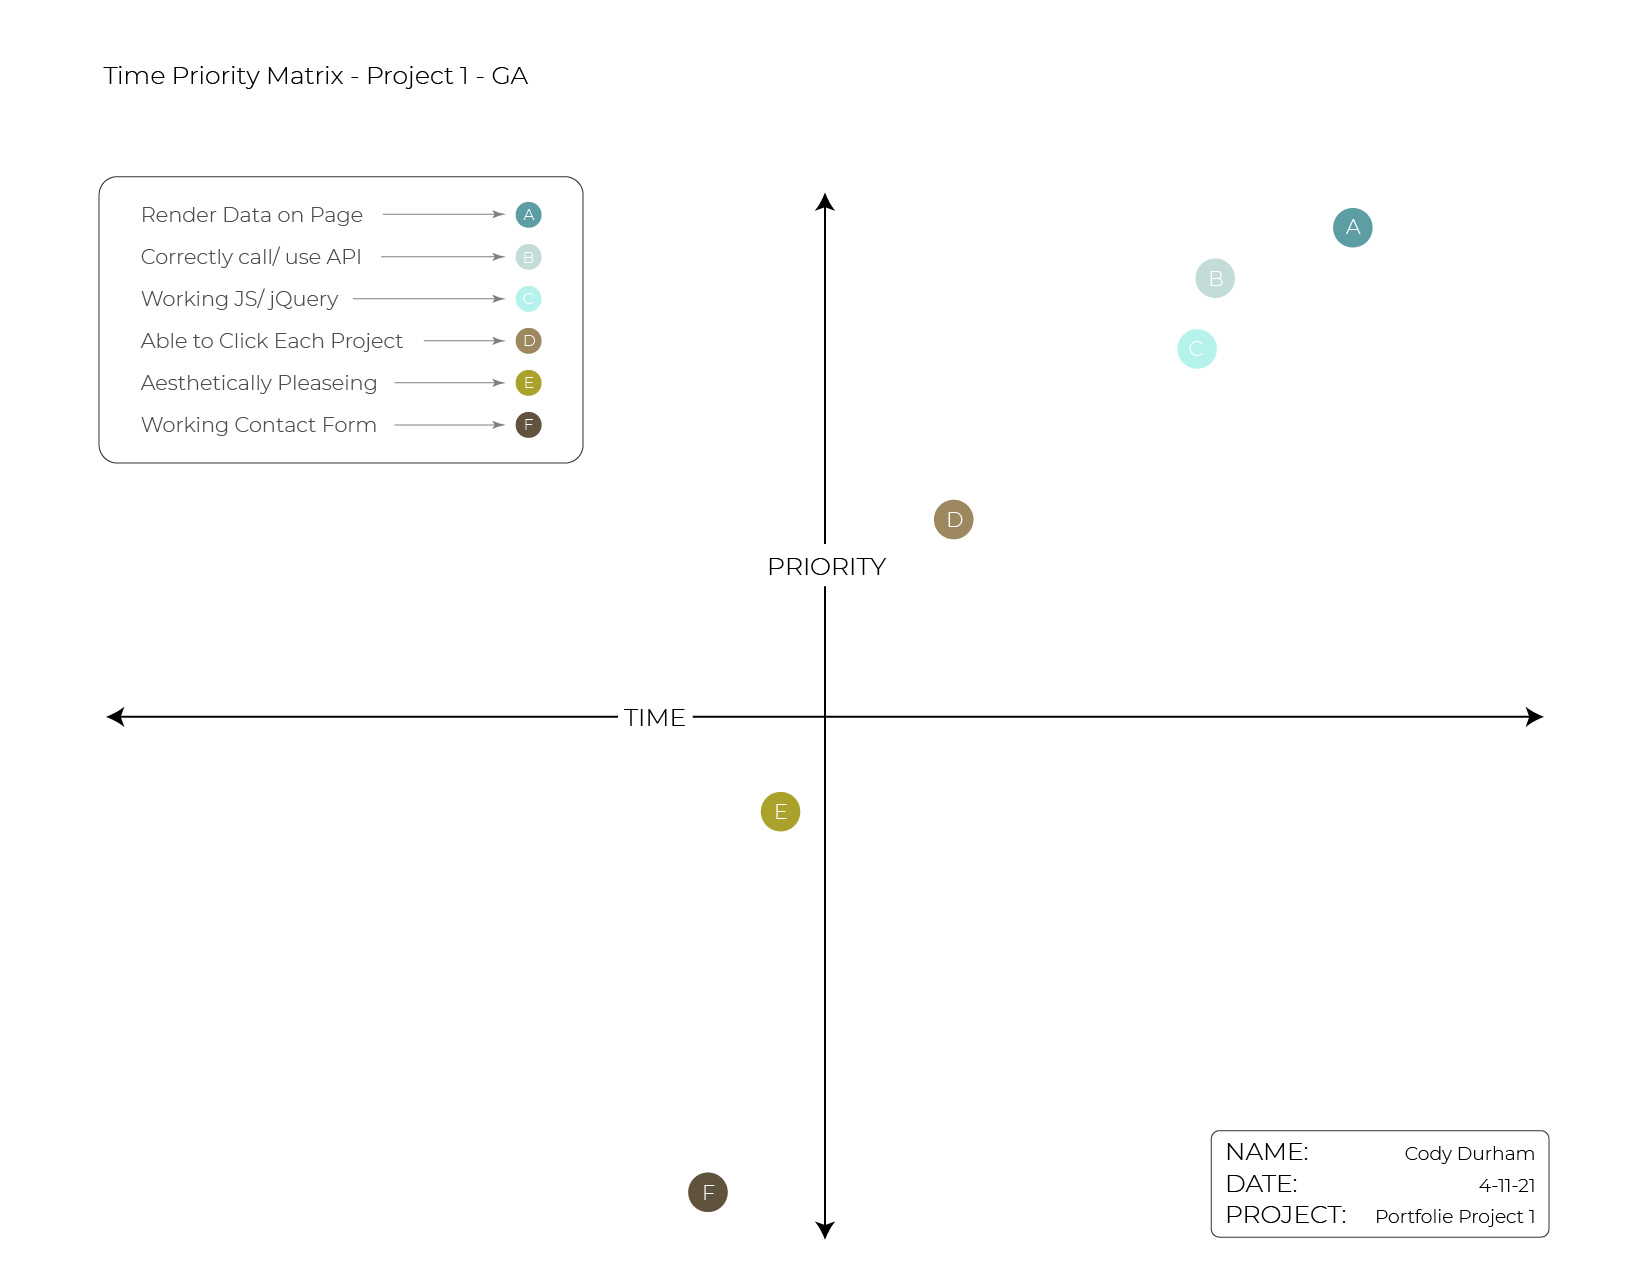 Time Priority Matrix - Project 1 - GA
Render Data on Page A
Correctly call/ use API B
Working JS/ jQuery C
Able to Click Each Project D
Aesthetically Pleaseing E
Working Contact Form F
A
B
C
D
PRIORITY
TIME
E
F
NAME: Cody Durham
DATE: 4-11-21
PROJECT: Portfolie Project 1